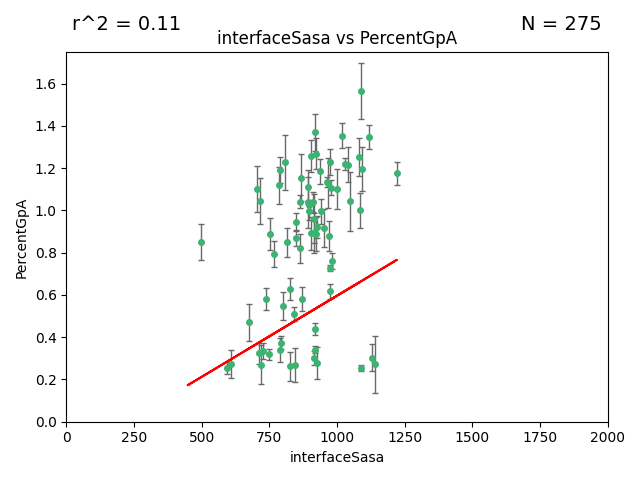 r^2 = 0.11
N = 275
interfaceSasa vs PercentGpA
PercentGpA
1.6
1.4
1.2
1.0
0.8
0.6
0.4
0.2
0.0
0 250 500 750 1000 1250 1500 1750 2000
interfaceSasa